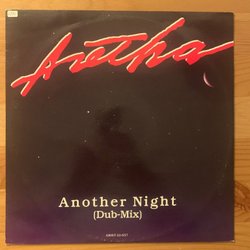 Aretha
Another Night
(Dub-Mix)